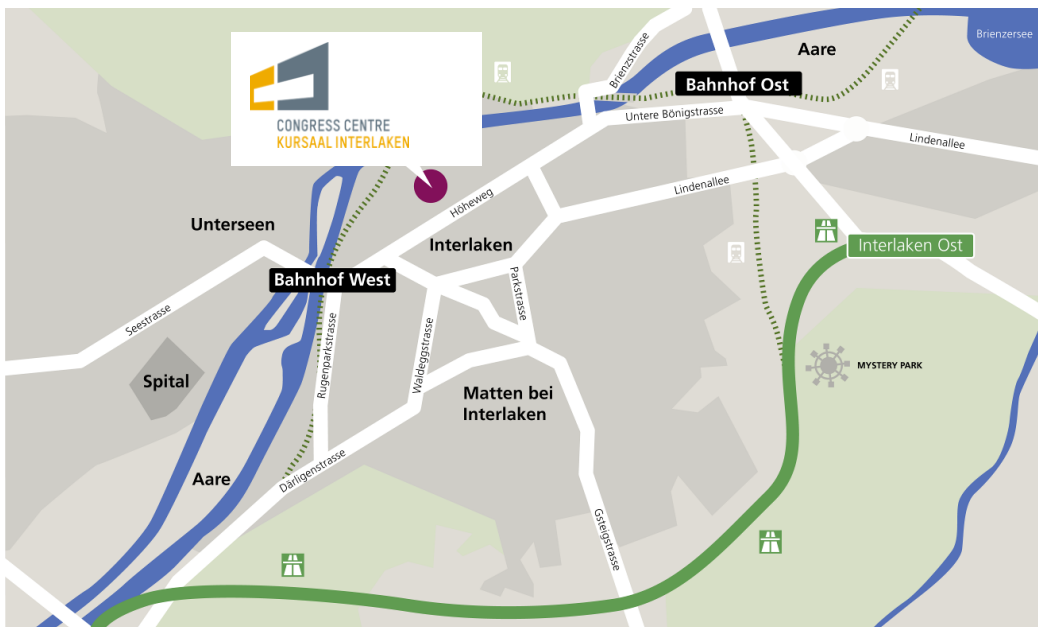 Brienzersee
Brienzstrasse
Aare
Bahnhof Ost
CONGRESS CENTRE
KURSAAL INTERLAKEN
Untere Bönigstrasse
Lindenallee
Lindenallee
Höheweg
Unterseen
Interlaken
Interlaken Ost
Bahnhof West
Parkstrasse
Seestrasse
Rugenparkstrasse
Waldeggstrasse
MYSTERY PARK
Spital
Matten bei
Interlaken
Aare
Därligenstrasse
Gsteigstrasse